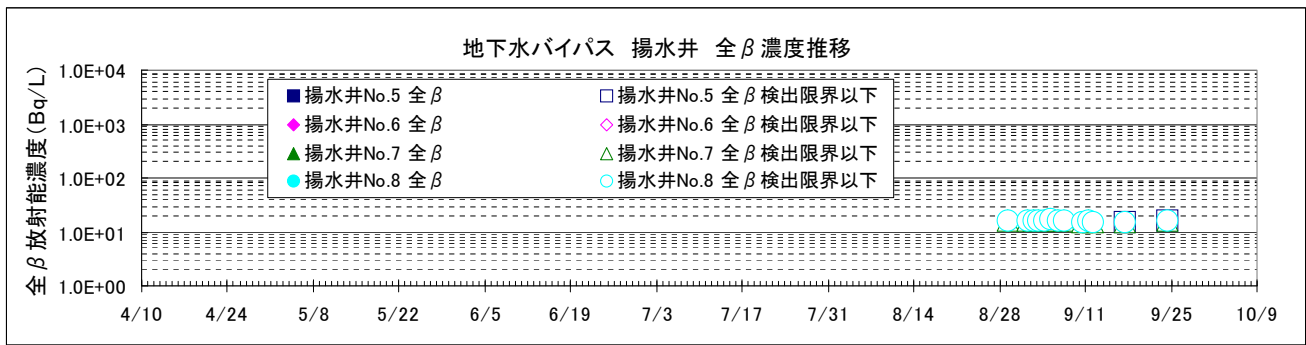 地下水バイパス 揚水井 全β濃度推移
全β放射能濃度(Bq/L)
1.0E+04
1.0E+03
1.0E+02
1.0E+01
1.0E+00
揚水井No.5 全β 揚水井No.5 全β検出限界以下
揚水井No.6 全β 揚水井No.6 全β検出限界以下
揚水井No.7 全β 揚水井No.7 全β検出限界以下
揚水井No.8 全β 揚水井No.8 全β検出限界以下
4/10 4/24 5/8 5/22 6/5 6/19 7/3 7/17 7/31 8/14 8/28 9/11 9/25 10/9